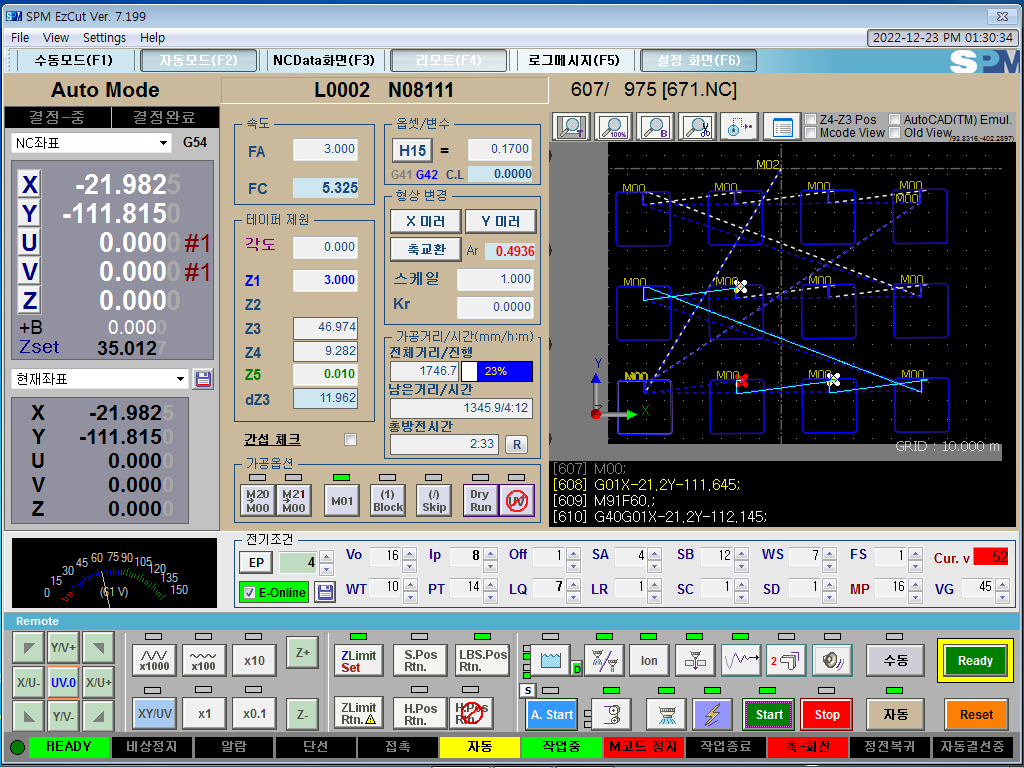 SPM EzCut Ver. 7.199
File View Settings Help
2022-12-23 PM 01:30:34
수동모드(F1) 자동모드(F2) NCData화면(F3) 리모트(F4) 로그메시지(F5) 설정 화면(F6)
SPM
Auto Mode
L0002 N08111
607/ 975 [671.NC]
결정-중 결정완료
NC좌표 G54
X -21.9825
Y -111.8150
U 0.0000 #1
V 0.0000 #1
Z 0.0000
+B 0.0000
Zset 35.0127
현재좌표
X -21.9825
Y -111.8150
U 0.0000
V 0.0000
Z 0.0000
속도
FA 3.000
FC 5.325
테이퍼 제원
각도 0.000
Z1 3.000
Z2
Z3 46.974
Z4 9.282
Z5 0.010
dZ3 11.962
간섭 체크
옵셋/변수
H15 = 0.1700
G41 G42 C.L 0.0000
형상 변경
X 미러 Y 미러
축교환 Ar 0.4936
스케일 1.000
Kr 0.0000
가공거리/시간(mm/h:m)
전체거리/진행
1746.7 23%
남은거리/시간
1345.9/4:12
총방전시간
2:33 R
가공옵션
M20 M00 M21 M00 M01 (1) Block (/) Skip Dry Run UV
T 100% B
Z4-Z3 Pos AutoCAD(TM) Emul.
Mcode View Old View
(93.8316,-402.2897)
M02
M00 M00 M00 M00
M00
M00 M00 M00 M00
M00 M00 M00 M00
Y
Z X
GRID : 10.000 m
[607] M00;
[608] G01X-21.2Y-111.645;
[609] M91F60.;
[610] G40G01X-21.2Y-112.145;
0 15 30 45 60 75 90 105 120 135 150
(61 V)
전기조건
EP 4
E-Online
Vo 16 Ip 8 Off 1 SA 4 SB 12 WS 7 FS 1 Cur. v 52
WT 10 PT 14 LQ 7 LR 1 SC 1 SD 1 MP 16 VG 45
Remote
Y/V+
X/U- UV.0 X/U+
Y/V-
x1000 x100 x10 Z+
XY/UV x1 x0.1 Z-
ZLimit Set S.Pos Rtn. LBS.Pos Rtn.
ZLimit Rtn. H.Pos Rtn. H.Pos Rtn.
D Ion 2 수동 Ready
S A. Start Start Stop 자동 Reset
READY 비상정지 알람 단선 접촉 자동 작업중 M코드 정지 작업종료 축-회전 정전복귀 자동결선중